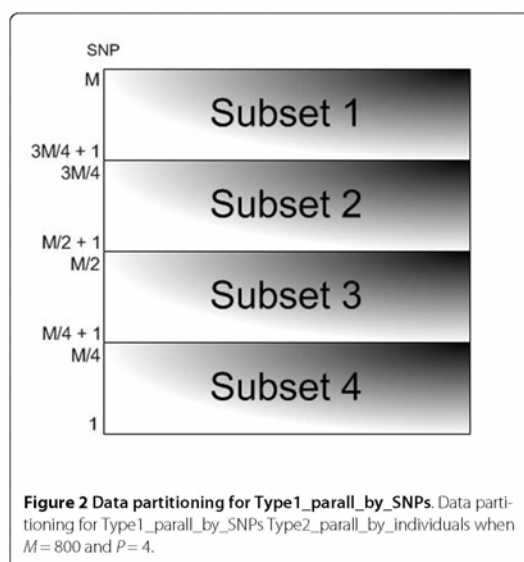 SNP
M
Subset 1
3M/4 + 1
3M/4
Subset 2
M/2 + 1
M/2
Subset 3
M/4 + 1
M/4
Subset 4
1
Figure 2 Data partitioning for Type1_parall_by_SNPs. Data parti-
tioning for Type1_parall_by_SNPs Type2_parall_by_individuals when
M = 800 and P = 4.